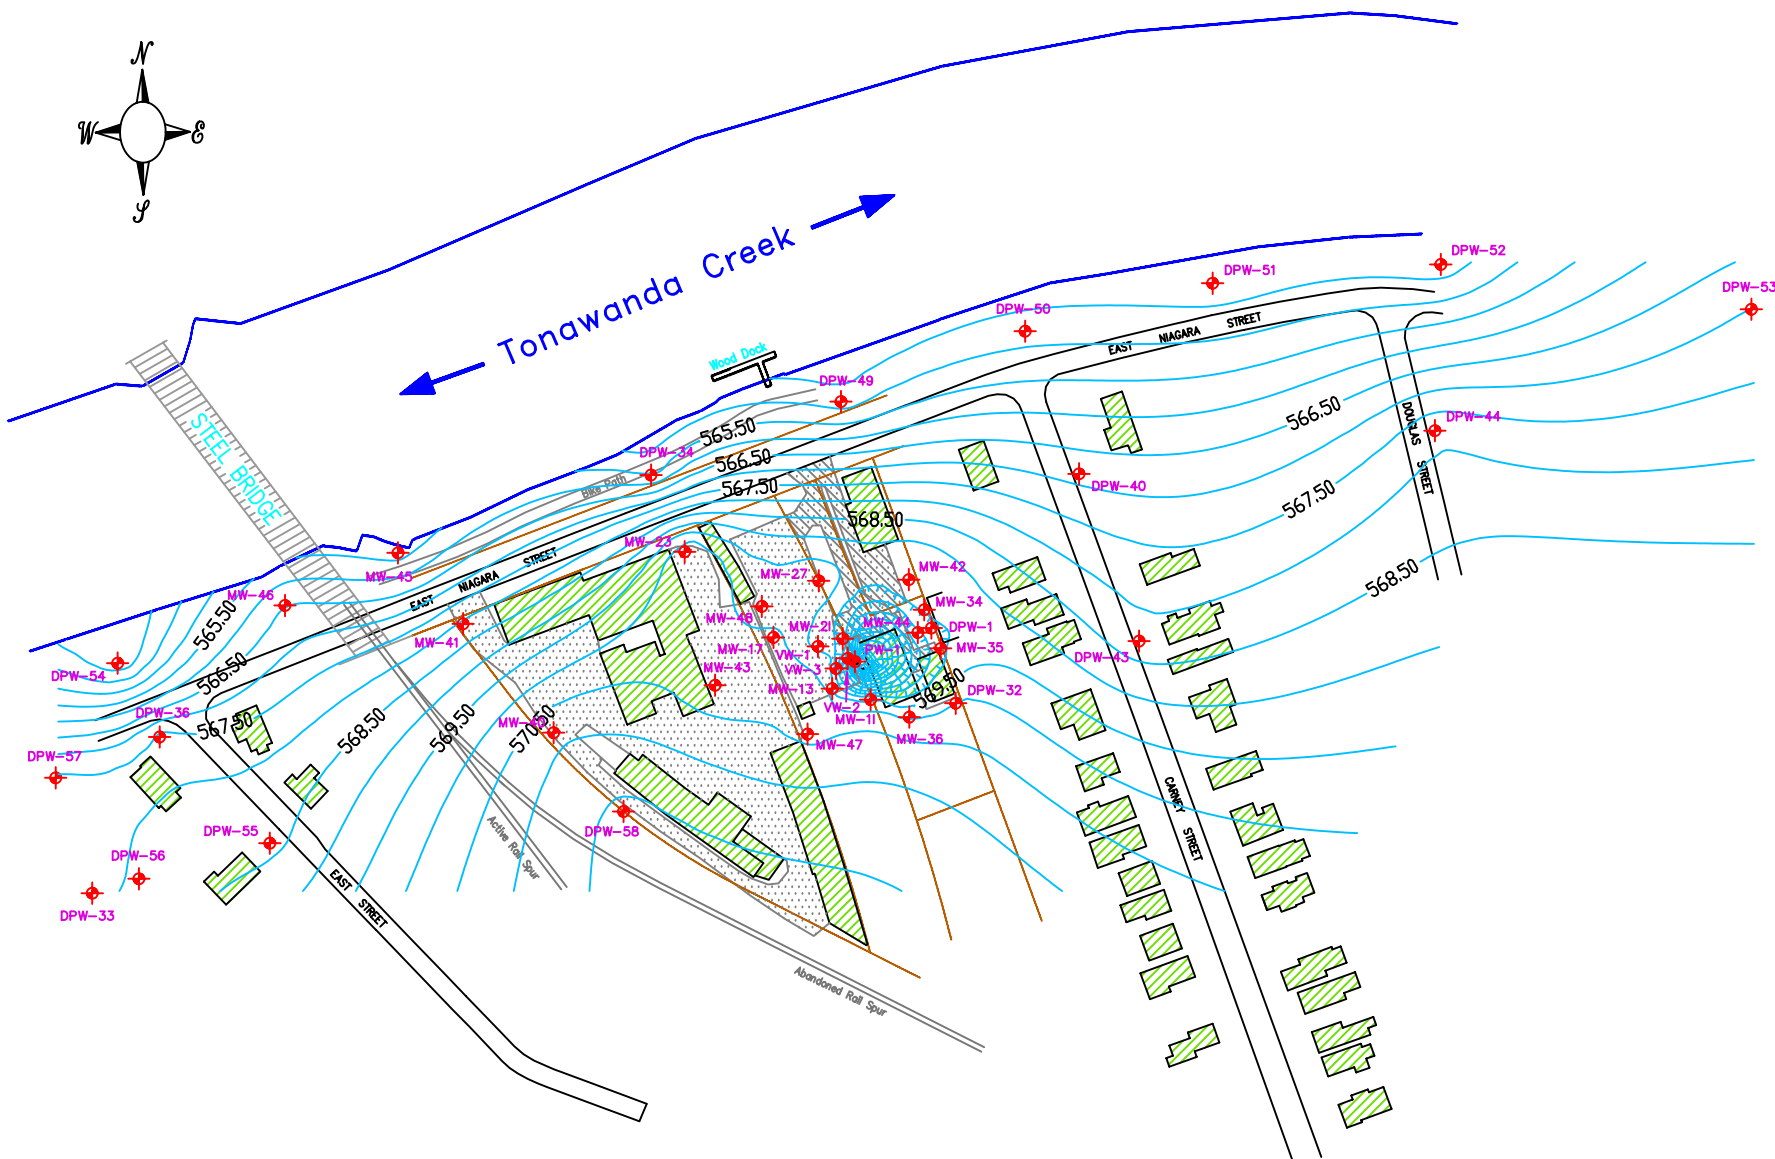 N
W E
S
Tonawanda Creek
STEEL BRIDGE
Wood Dock
Bike Path
DPW-52
DPW-51
DPW-53
DPW-50
DPW-49
EAST NIAGARA STREET
DPW-34
565.50
566.50
567.50
566.50
DOUGLAS STREET
DPW-44
DPW-40
567.50
568.50
568.50
MW-45
MW-46
EAST NIAGARA STREET
MW-23
MW-27
MW-42
MW-41
MW-48
MW-34
MW-21
MW-44
DPW-1
MW-17
VW-1
PW-1
MW-35
DPW-43
MW-43
VW-3
MW-13
569.50
DPW-32
VW-2
MW-11
MW-36
MW-47
565.50
DPW-54
566.50
DPW-36
567.50
568.50
569.50
570.50
DPW-57
DPW-55
DPW-56
DPW-33
DPW-58
Active Rail Spur
EAST STREET
CARNEY STREET
Abandoned Rail Spur